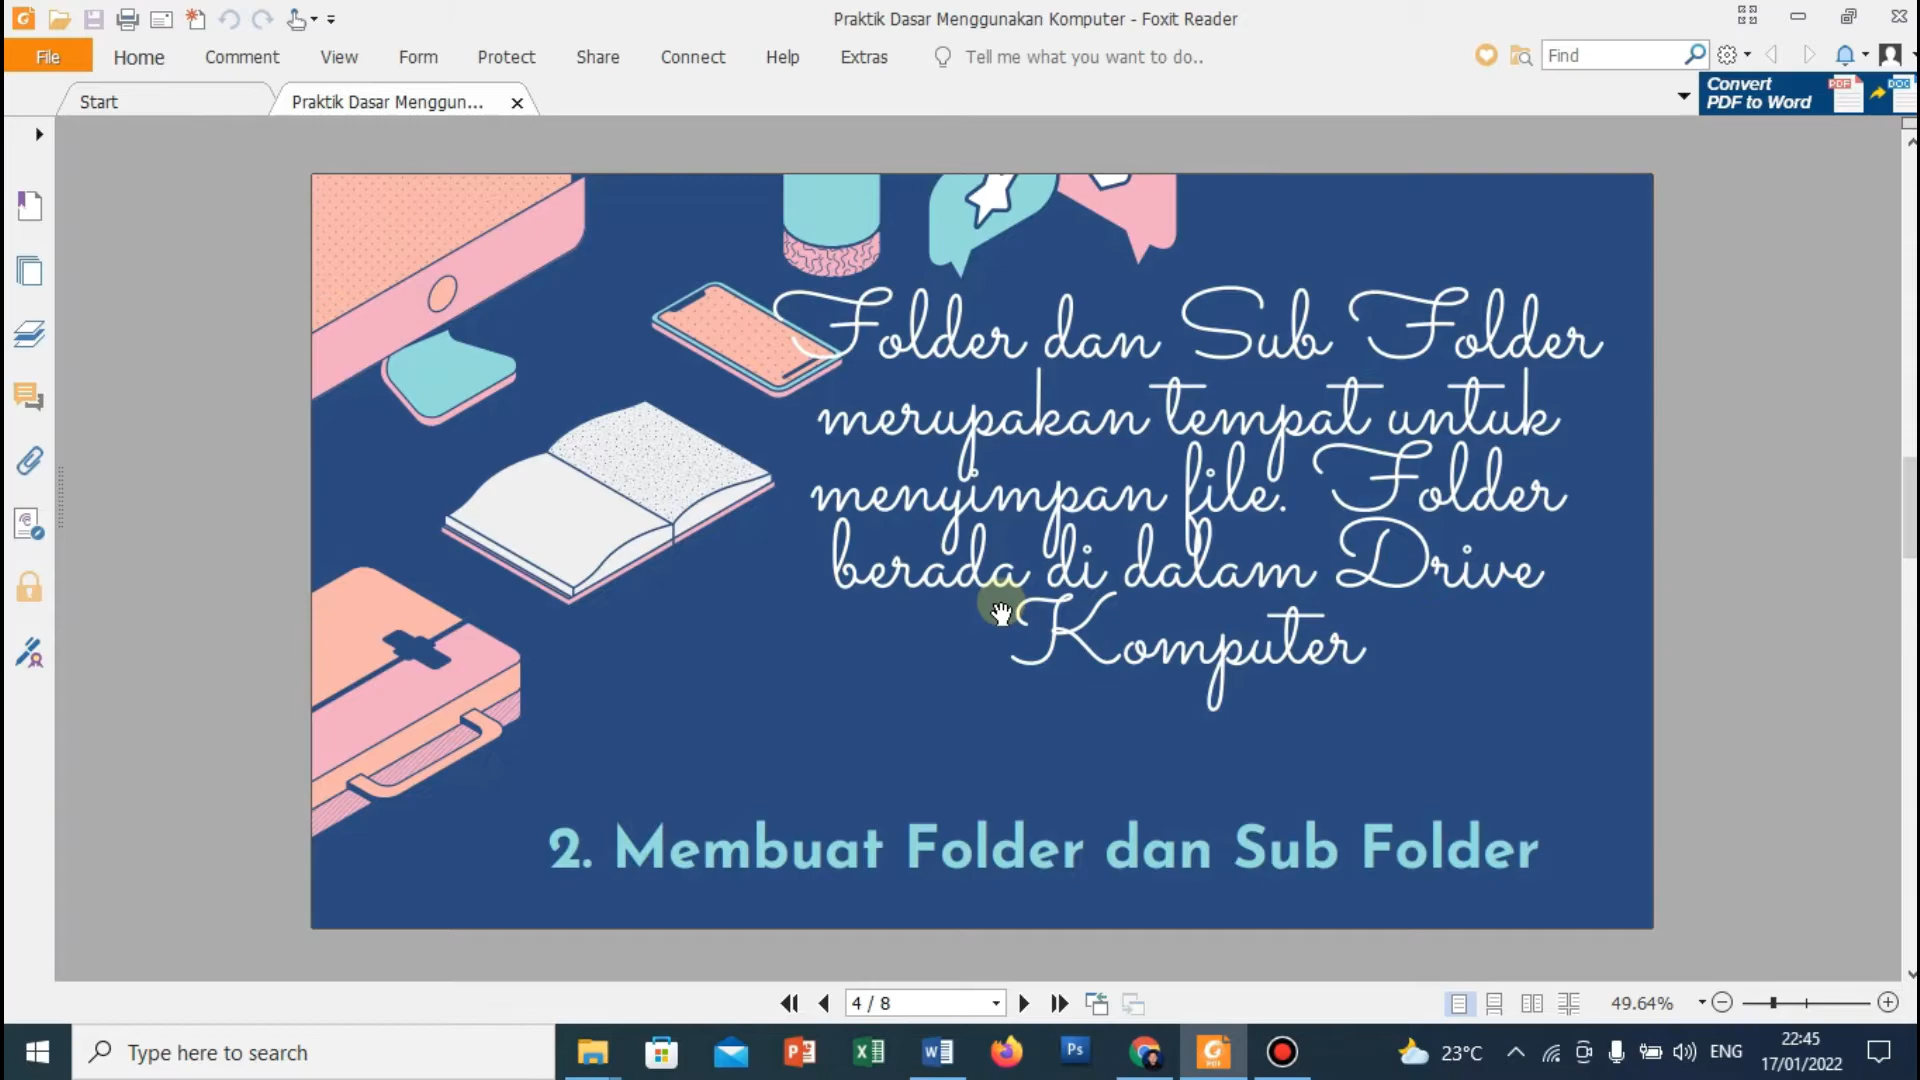 Praktik Dasar Menggunakan Komputer - Foxit Reader
File Home Comment View Form Protect Share Connect Help Extras Tell me what you want to do.. Find
Start Praktik Dasar Menggun...
Convert
PDF to Word
PDF DOC
Folder dan Sub Folder
merupakan tempat untuk
menyimpan file. Folder
berada di dalam Drive
Komputer
2. Membuat Folder dan Sub Folder
4 / 8 49.64%
Type here to search
Ps
23°C ENG
22:45
17/01/2022